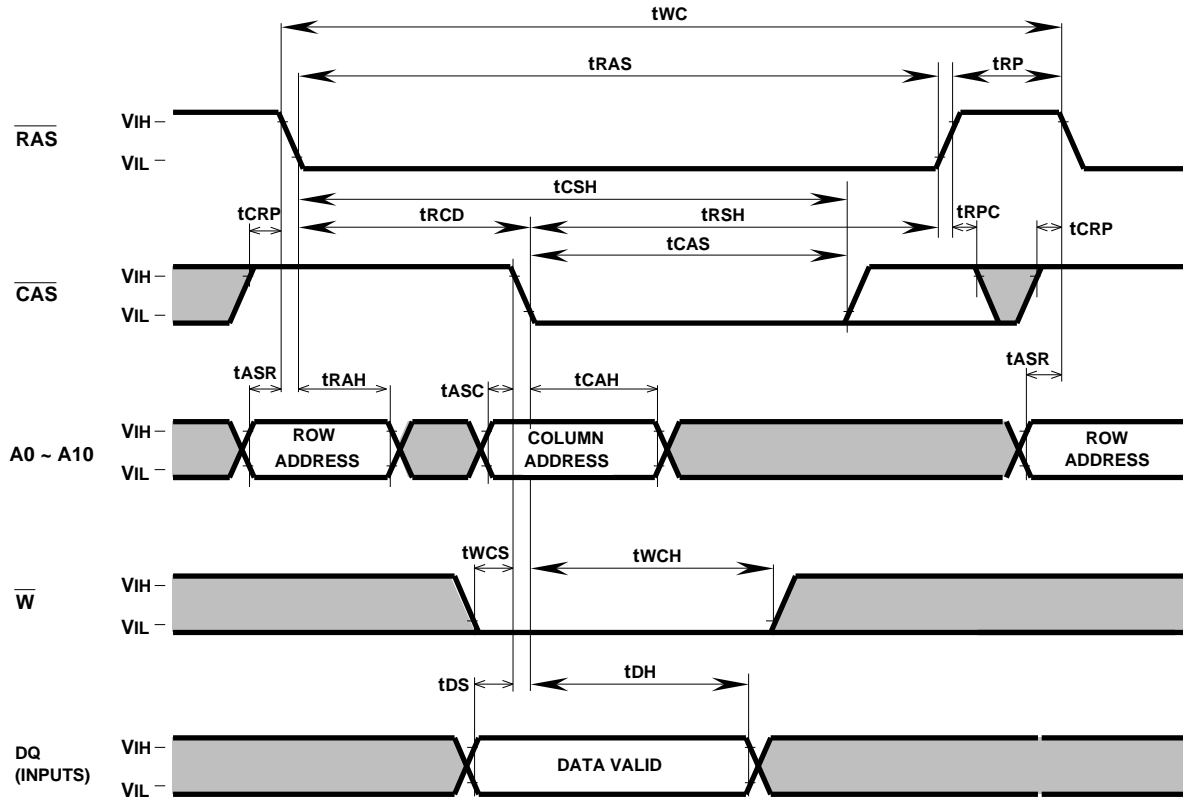 tWC
tRAS
tRP
RAS
VIH
VIL
tCSH
tCRP
tRCD
tRSH
tRPC
tCRP
tCAS
CAS
VIH
VIL
tASR
tRAH
tASC
tCAH
tASR
A0 ~ A10
VIH
VIL
ROW
ADDRESS
COLUMN
ADDRESS
ROW
ADDRESS
tWCS
tWCH
W
VIH
VIL
tDS
tDH
DQ
(INPUTS)
VIH
VIL
DATA VALID